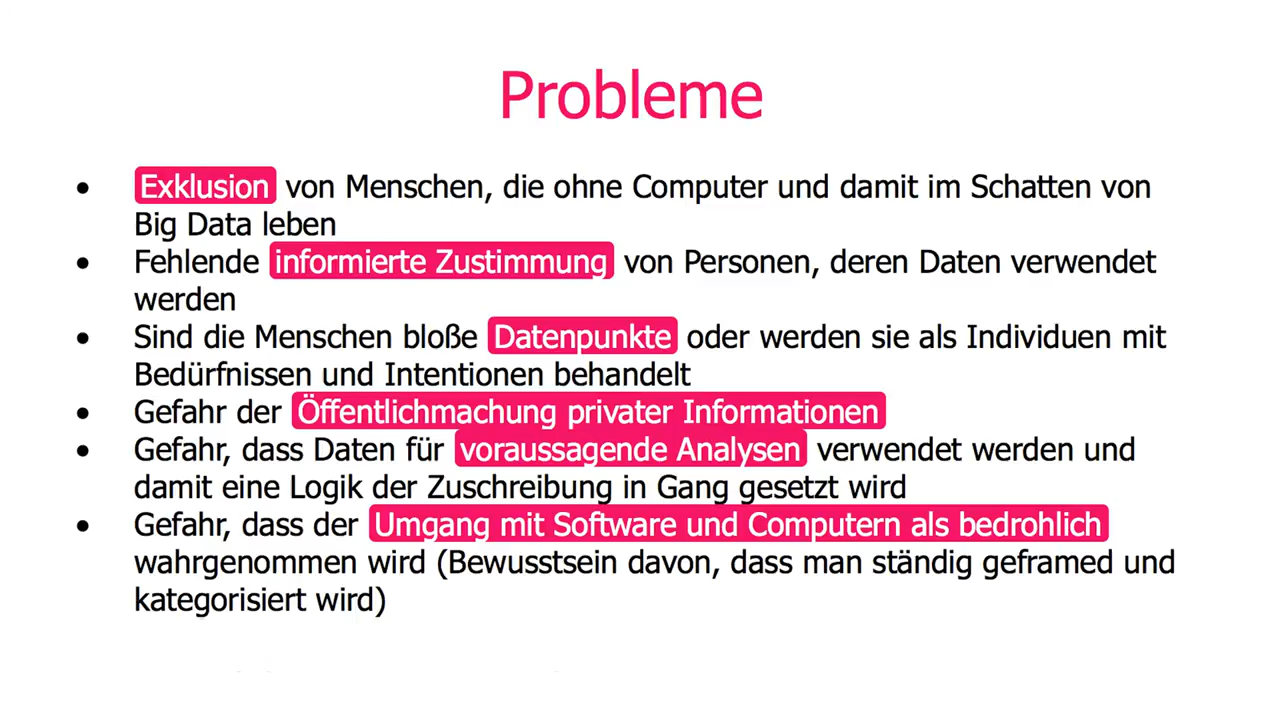 Probleme
• Exklusion von Menschen, die ohne Computer und damit im Schatten von
Big Data leben
• Fehlende informierte Zustimmung von Personen, deren Daten verwendet
werden
• Sind die Menschen bloße Datenpunkte oder werden sie als Individuen mit
Bedürfnissen und Intentionen behandelt
• Gefahr der Öffentlichmachung privater Informationen
• Gefahr, dass Daten für voraussagende Analysen verwendet werden und
damit eine Logik der Zuschreibung in Gang gesetzt wird
• Gefahr, dass der Umgang mit Software und Computern als bedrohlich
wahrgenommen wird (Bewusstsein davon, dass man ständig geframed und
kategorisiert wird)